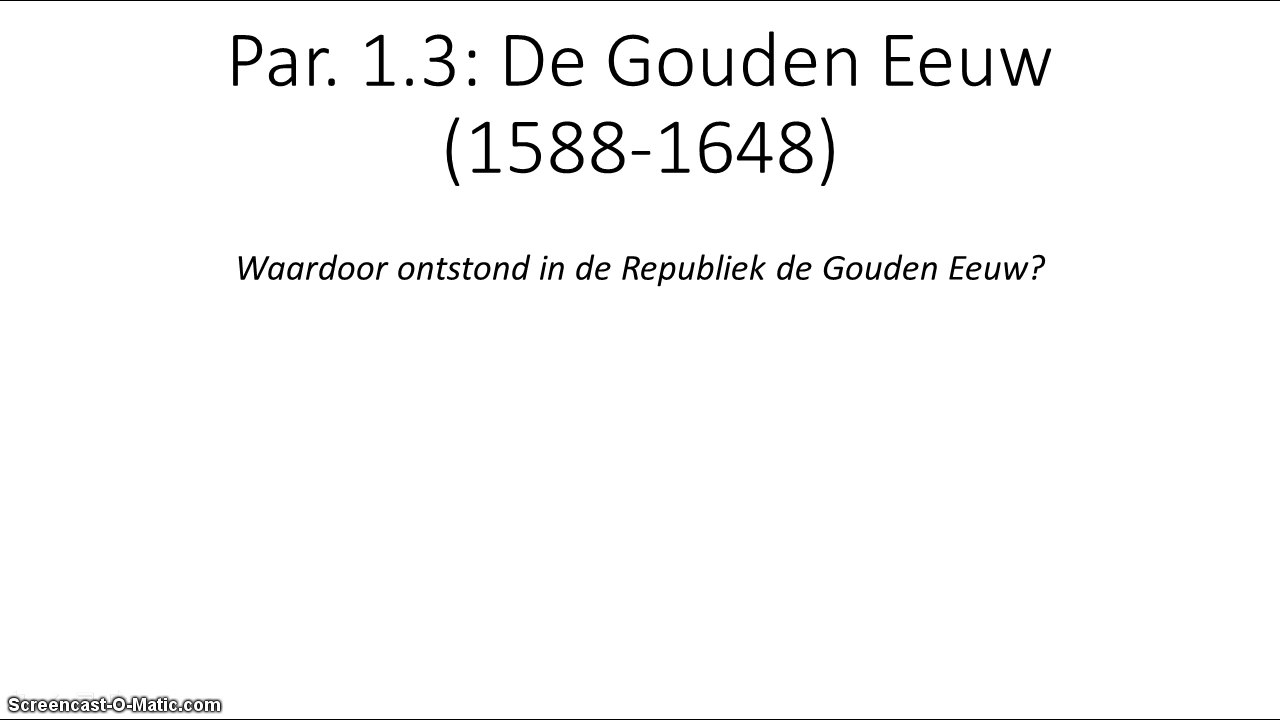 Par. 1.3: De Gouden Eeuw
(1588-1648)
Waardoor ontstond in de Republiek de Gouden Eeuw?
Screencast-O-Matic.com